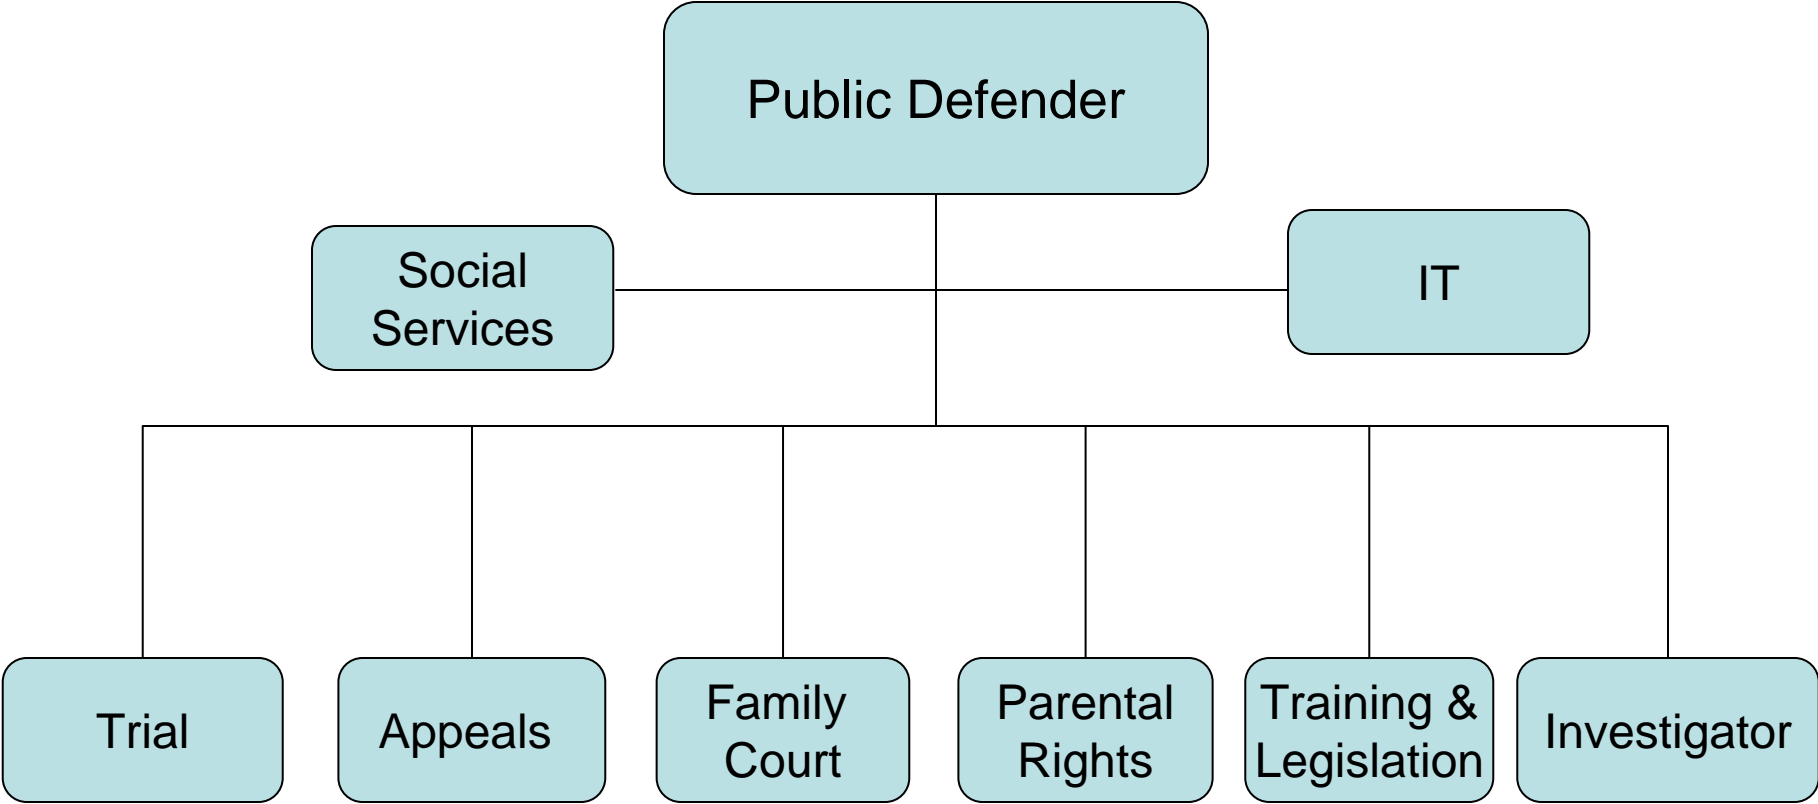 Public Defender
Social
Services
IT
Trial
Appeals
Family
Court
Parental
Rights
Training &
Legislation
Investigator